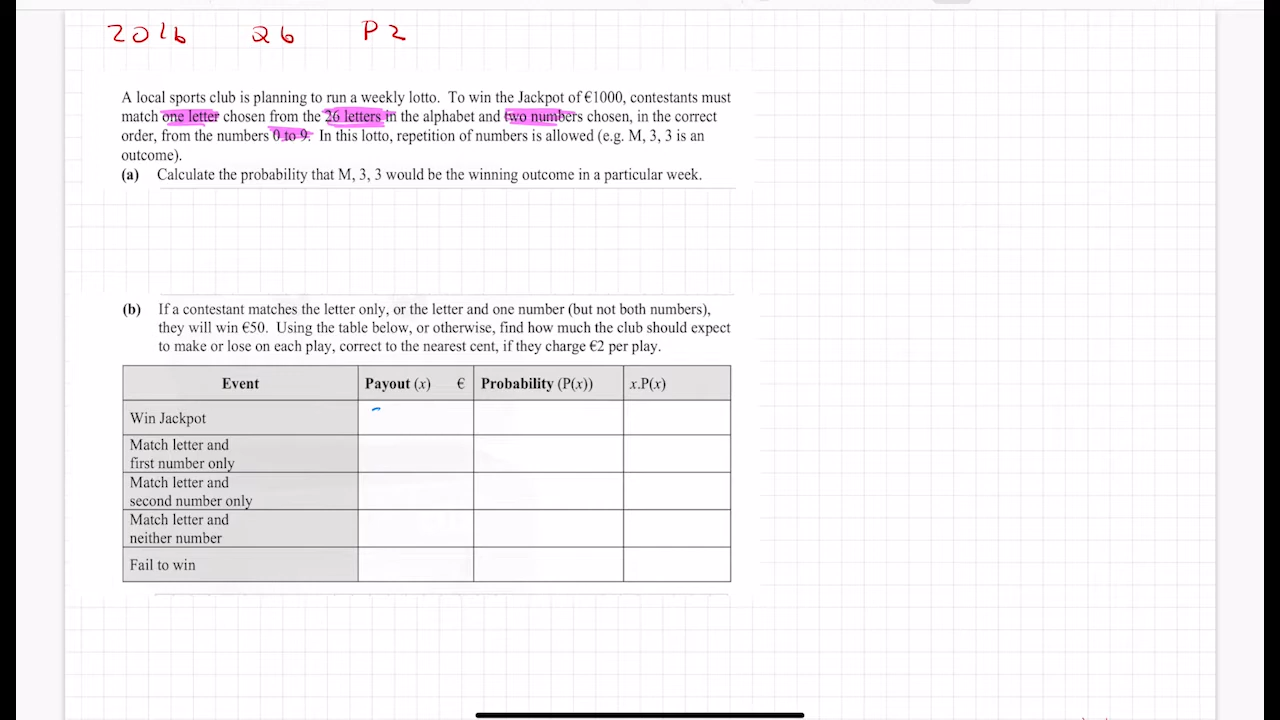 2016 Q6 P2
A local sports club is planning to run a weekly lotto. To win the Jackpot of €1000, contestants must
match one letter chosen from the 26 letters in the alphabet and two numbers chosen, in the correct
order, from the numbers 0 to 9. In this lotto, repetition of numbers is allowed (e.g. M, 3, 3 is an
outcome).
(a) Calculate the probability that M, 3, 3 would be the winning outcome in a particular week.
(b) If a contestant matches the letter only, or the letter and one number (but not both numbers),
they will win €50. Using the table below, or otherwise, find how much the club should expect
to make or lose on each play, correct to the nearest cent, if they charge €2 per play.
Event Payout (x) € Probability (P(x)) x.P(x)
Win Jackpot
Match letter and
first number only
Match letter and
second number only
Match letter and
neither number
Fail to win